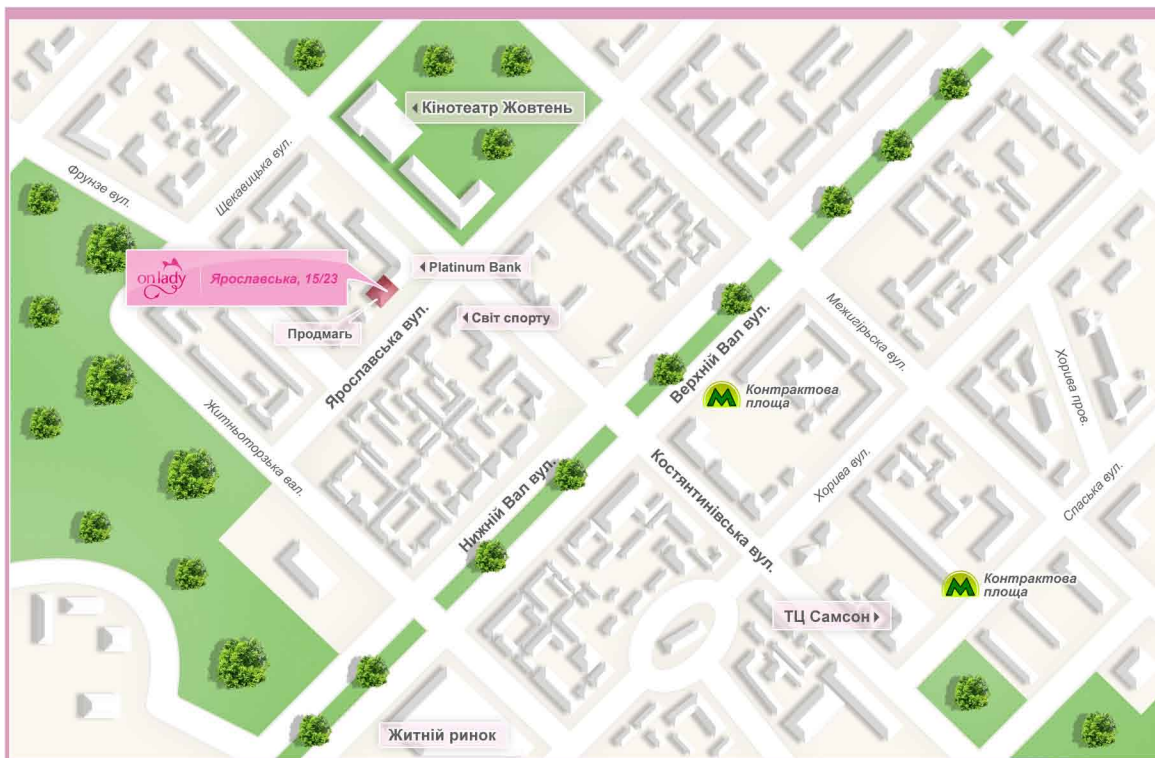 Кінотеатр Жовтень
Фрунзе вул.
Щекавицька вул.
Platinum Bank
onlady
Ярославська, 15/23
Світ спорту
Продмагь
Ярославська вул.
Межигірська вул.
Верхній Вал вул.
Хорива пров.
Контрактова
площа
Житньоторзька вал.
Костянтинівська вул.
Хорива вул.
Спаська вул.
Нижній Вал вул.
Контрактова
площа
ТЦ Самсон
Житній ринок